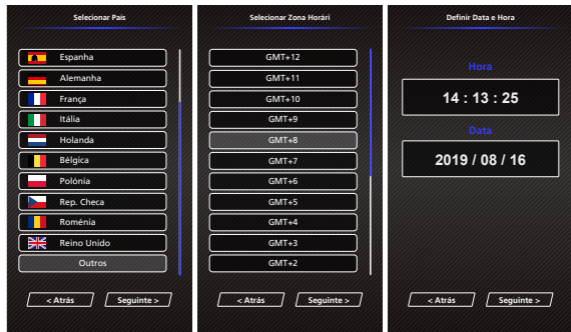 Selecionar País
Espanha
Alemanha
França
Itália
Holanda
Bélgica
Polónia
Rep. Checa
Roménia
Reino Unido
Outros
< Atrás
Seguinte >
Selecionar Zona Horári
GMT+12
GMT+11
GMT+10
GMT+9
GMT+8
GMT+7
GMT+6
GMT+5
GMT+4
GMT+3
GMT+2
< Atrás
Seguinte >
Definir Data e Hora
Hora
14 : 13 : 25
Data
2019 / 08 / 16
< Atrás
Seguinte >